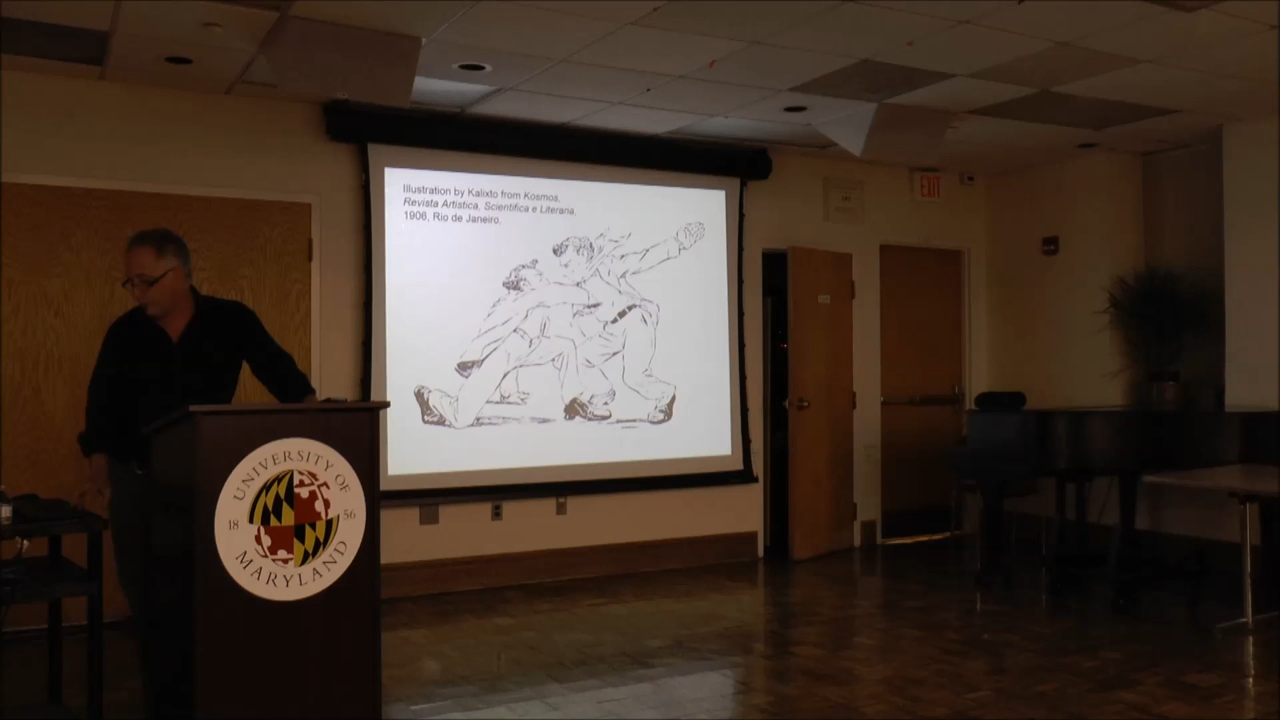 Illustration by Kalixto from Kosmos,
Revista Artistica, Scientifica e Literaria,
1906, Rio de Janeiro.
EXIT
UNIVERSITY OF
18 56
MARYLAND